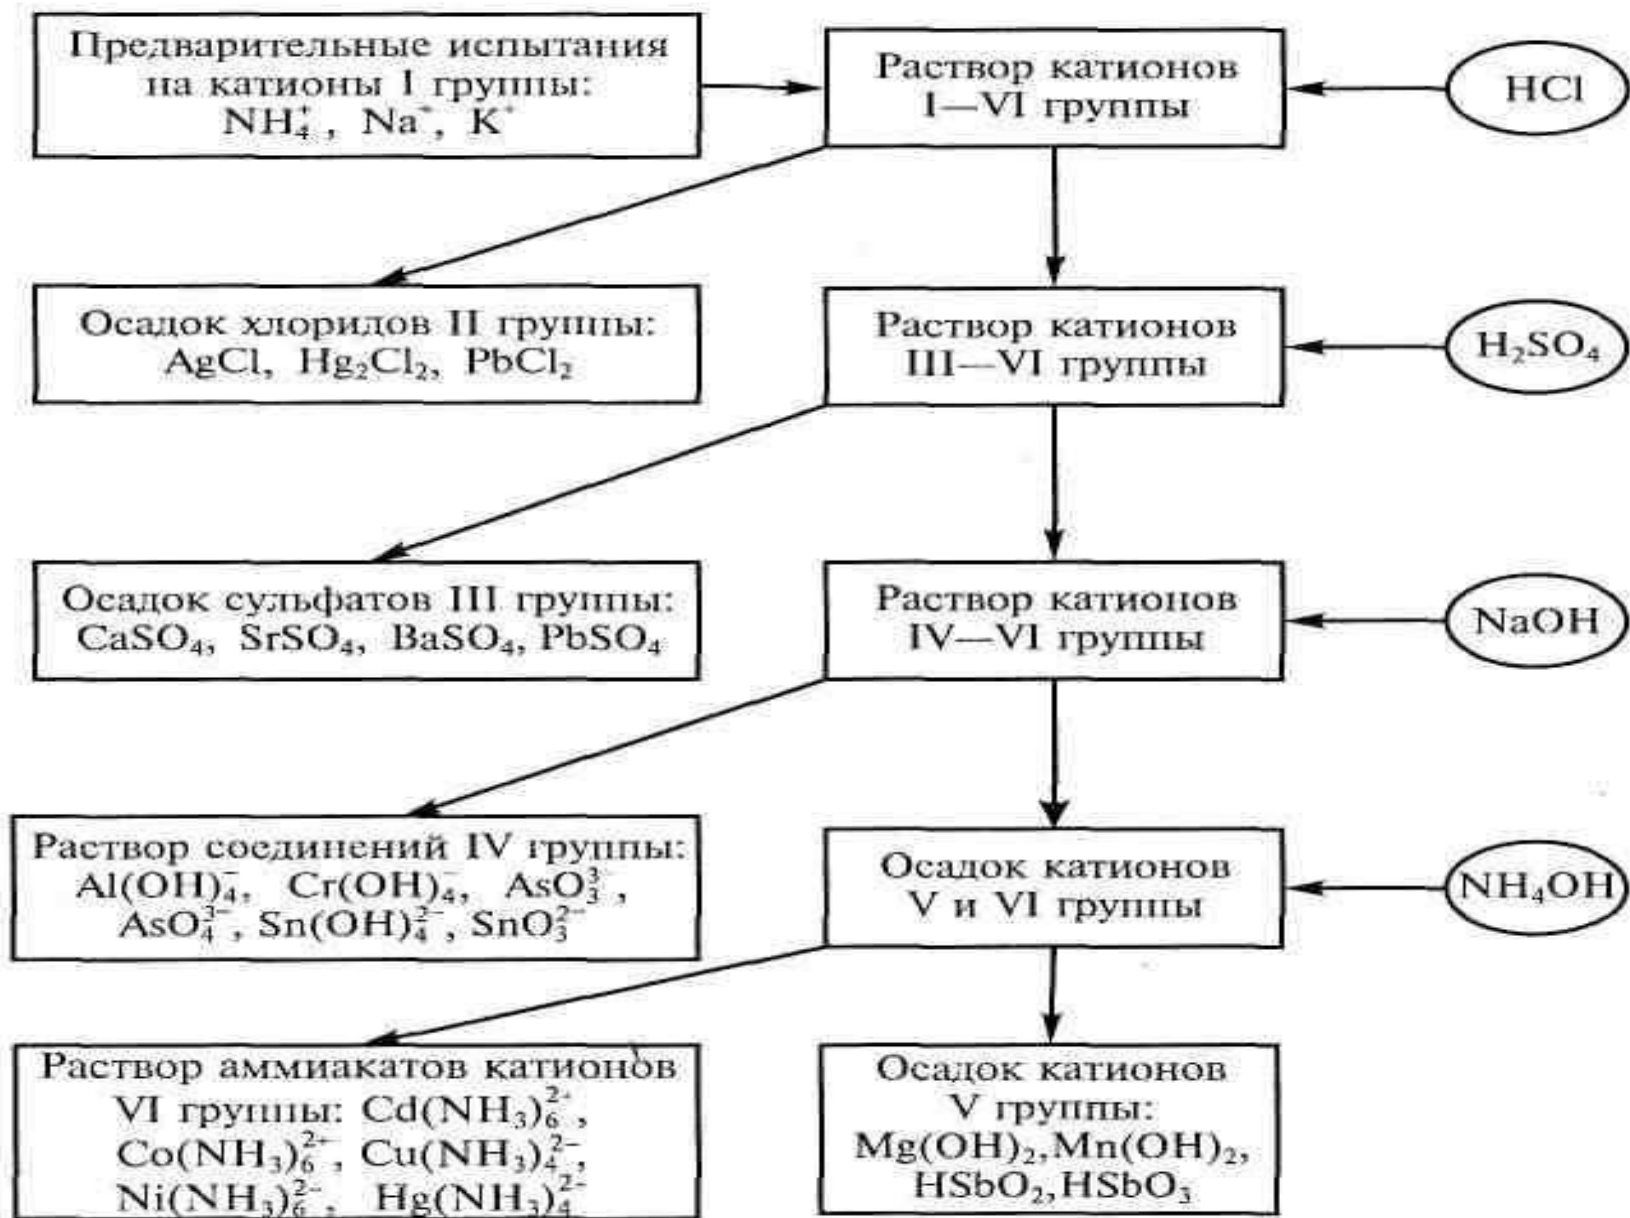 Предварительные испытания
на катионы I группы:
NH₄⁺, Na⁺, K⁺
Раствор катионов
I—VI группы
HCl
Осадок хлоридов II группы:
AgCl, Hg₂Cl₂, PbCl₂
Раствор катионов
III—VI группы
H₂SO₄
Осадок сульфатов III группы:
CaSO₄, SrSO₄, BaSO₄, PbSO₄
Раствор катионов
IV—VI группы
NaOH
Раствор соединений IV группы:
Al(OH)₄⁻, Cr(OH)₄⁻, AsO₃³⁻,
AsO₄³⁻, Sn(OH)₄²⁻, SnO₃²⁻
Осадок катионов
V и VI группы
NH₄OH
Раствор аммиакатов катионов
VI группы: Cd(NH₃)₆²⁺,
Co(NH₃)₆²⁺, Cu(NH₃)₄²⁻,
Ni(NH₃)₆²⁻, Hg(NH₃)₄²⁻
Осадок катионов
V группы:
Mg(OH)₂, Mn(OH)₂,
HSbO₂, HSbO₃